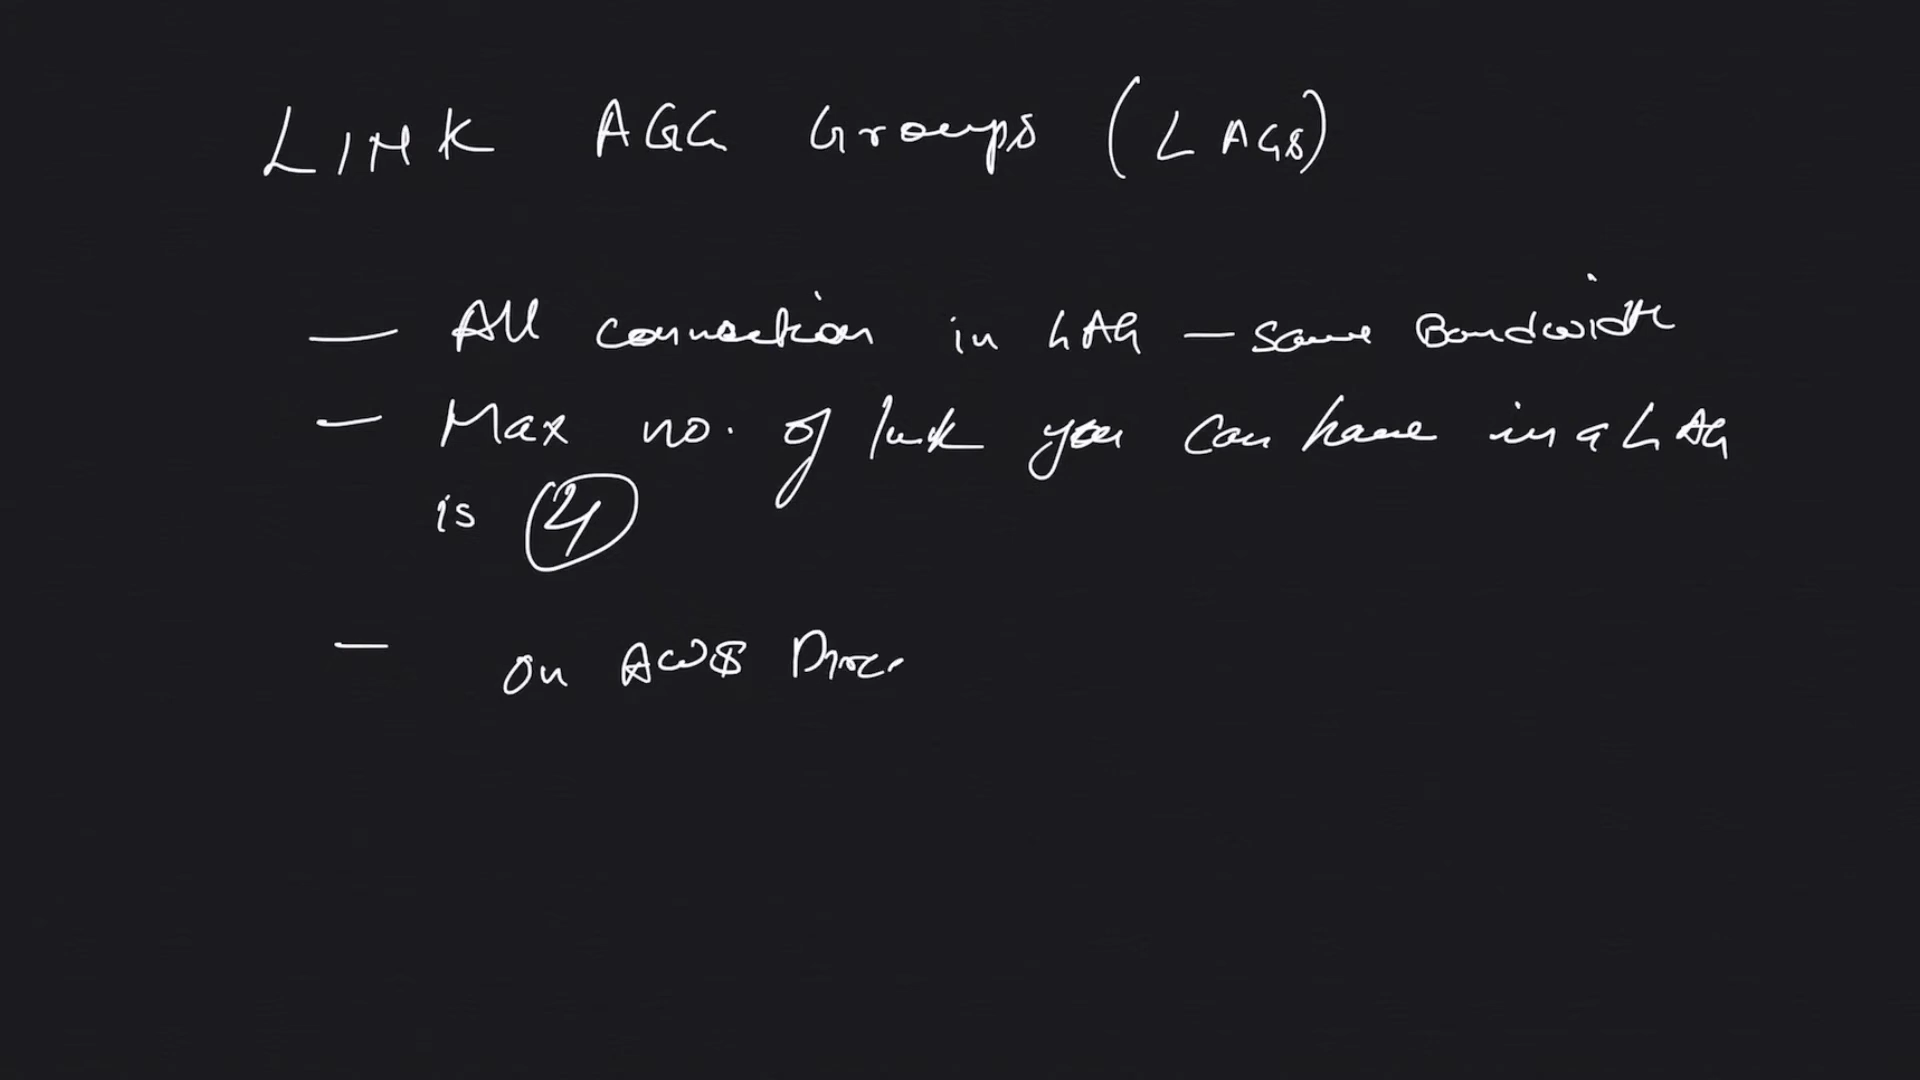 LINK AGG Groups (LAGs)
— All connection in LAG — same Bandwidth
— Max no. of link you can have in a LAG
is 4
— on AWS Direc